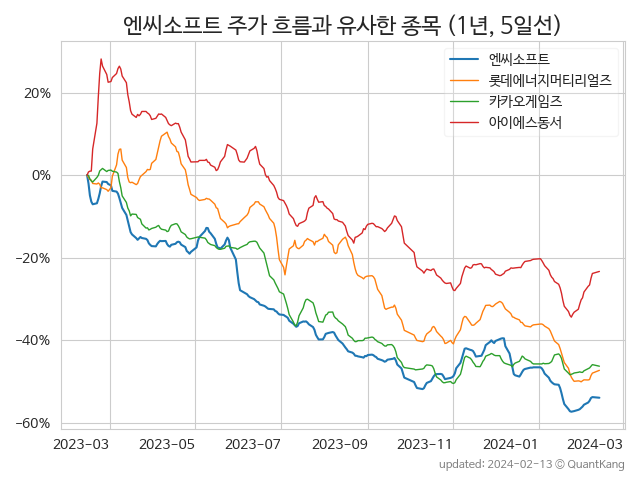 엔씨소프트 주가 흐름과 유사한 종목 (1년, 5일선)
엔씨소프트
롯데에너지머티리얼즈
카카오게임즈
아이에스동서
20%
0%
−20%
−40%
−60%
2023-03 2023-05 2023-07 2023-09 2023-11 2024-01 2024-03
updated: 2024-02-13 © QuantKang